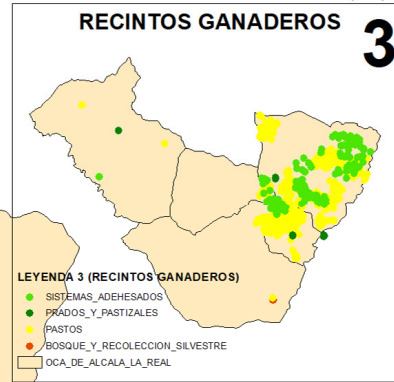 RECINTOS GANADEROS
3
LEYENDA 3 (RECINTOS GANADEROS)
SISTEMAS_ADEHESADOS
PRADOS_Y_PASTIZALES
PASTOS
BOSQUE_Y_RECOLECCION_SILVESTRE
OCA_DE_ALCALA_LA_REAL